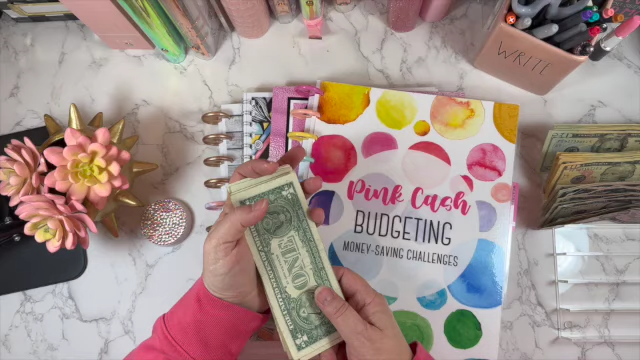 WRITE
Pink Cash
BUDGETING
MONEY-SAVING CHALLENGES
ONE